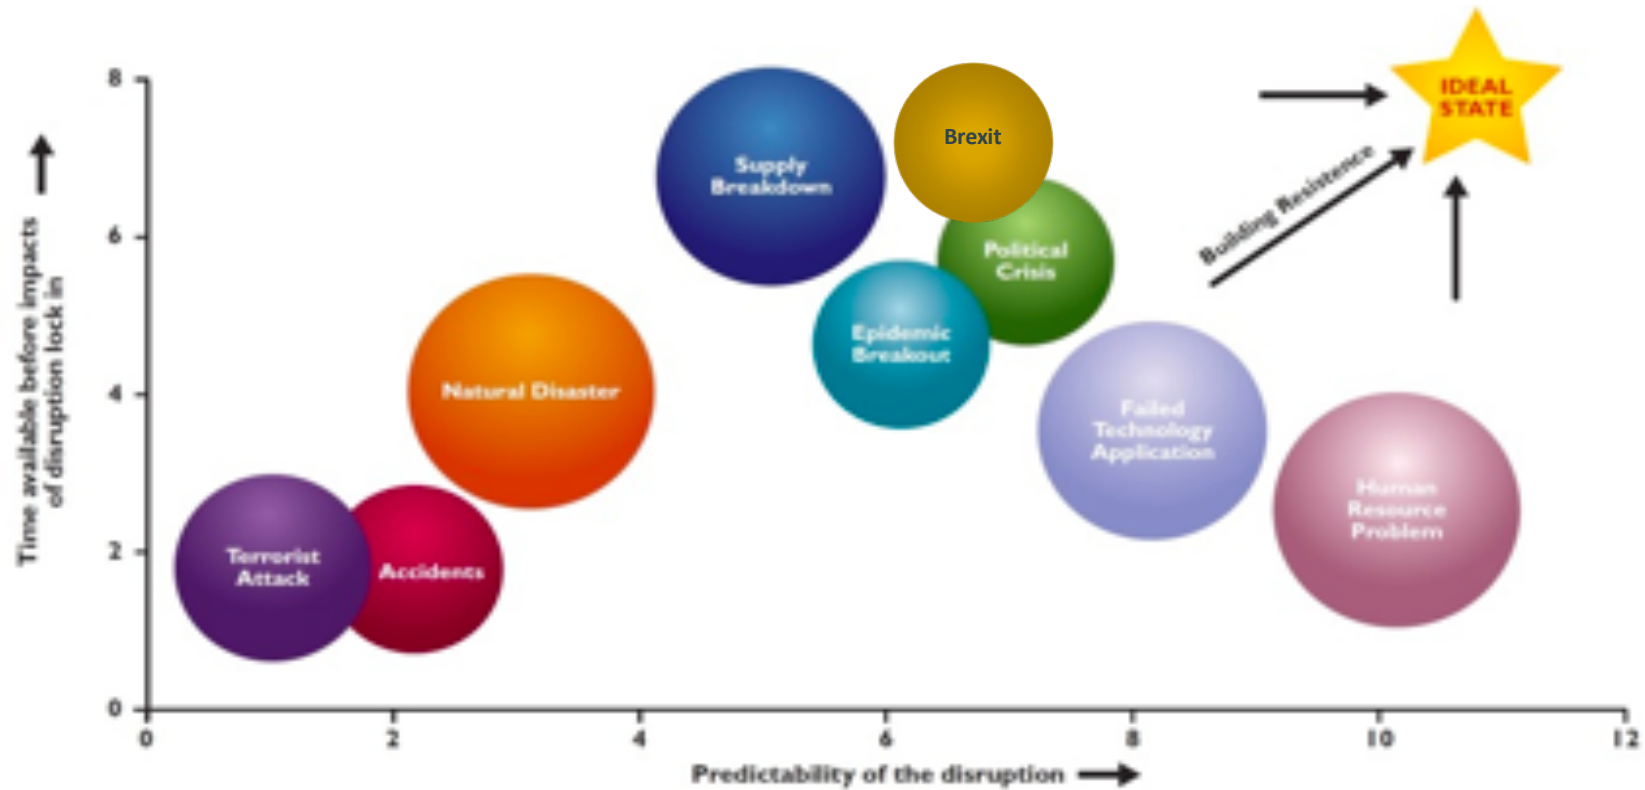 8
6
4
2
0
0
2
4
6
8
10
12
Time available before impacts
of disruption lock in
Predictability of the disruption
Terrorist
Attack
Accidents
Natural Disaster
Supply
Breakdown
Brexit
Political
Crisis
Epidemic
Breakout
Failed
Technology
Application
Human
Resource
Problem
Building Resistence
IDEAL
STATE